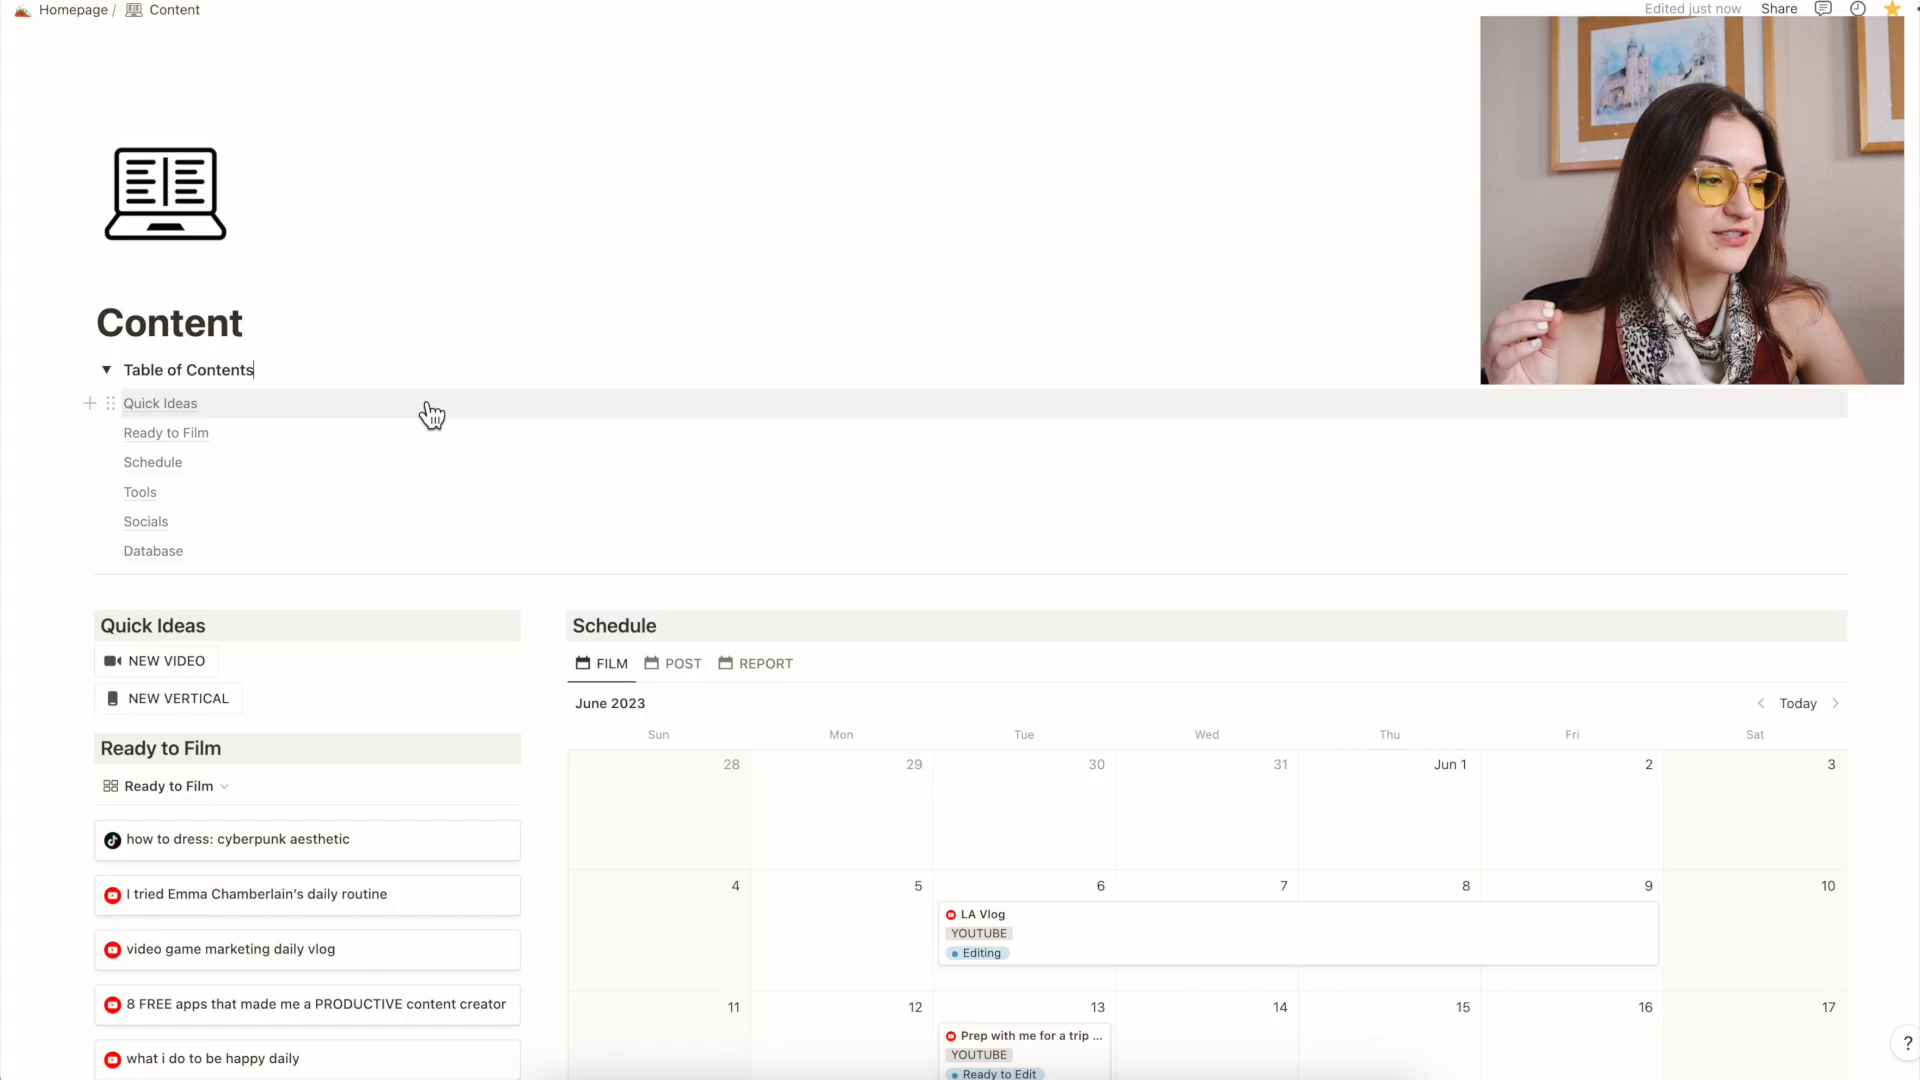 Homepage / Content
Edited just now Share
Content
Table of Contents
Quick Ideas
Ready to Film
Schedule
Tools
Socials
Database
Quick Ideas
NEW VIDEO
NEW VERTICAL
Ready to Film
Ready to Film
how to dress: cyberpunk aesthetic
I tried Emma Chamberlain's daily routine
video game marketing daily vlog
8 FREE apps that made me a PRODUCTIVE content creator
what i do to be happy daily
Schedule
FILM POST REPORT
June 2023 Today
Sun Mon Tue Wed Thu Fri Sat
28 29 30 31 Jun 1 2 3
4 5 6 7 8 9 10
LA Vlog
YOUTUBE
Editing
11 12 13 14 15 16 17
Prep with me for a trip ...
YOUTUBE
Ready to Edit
?